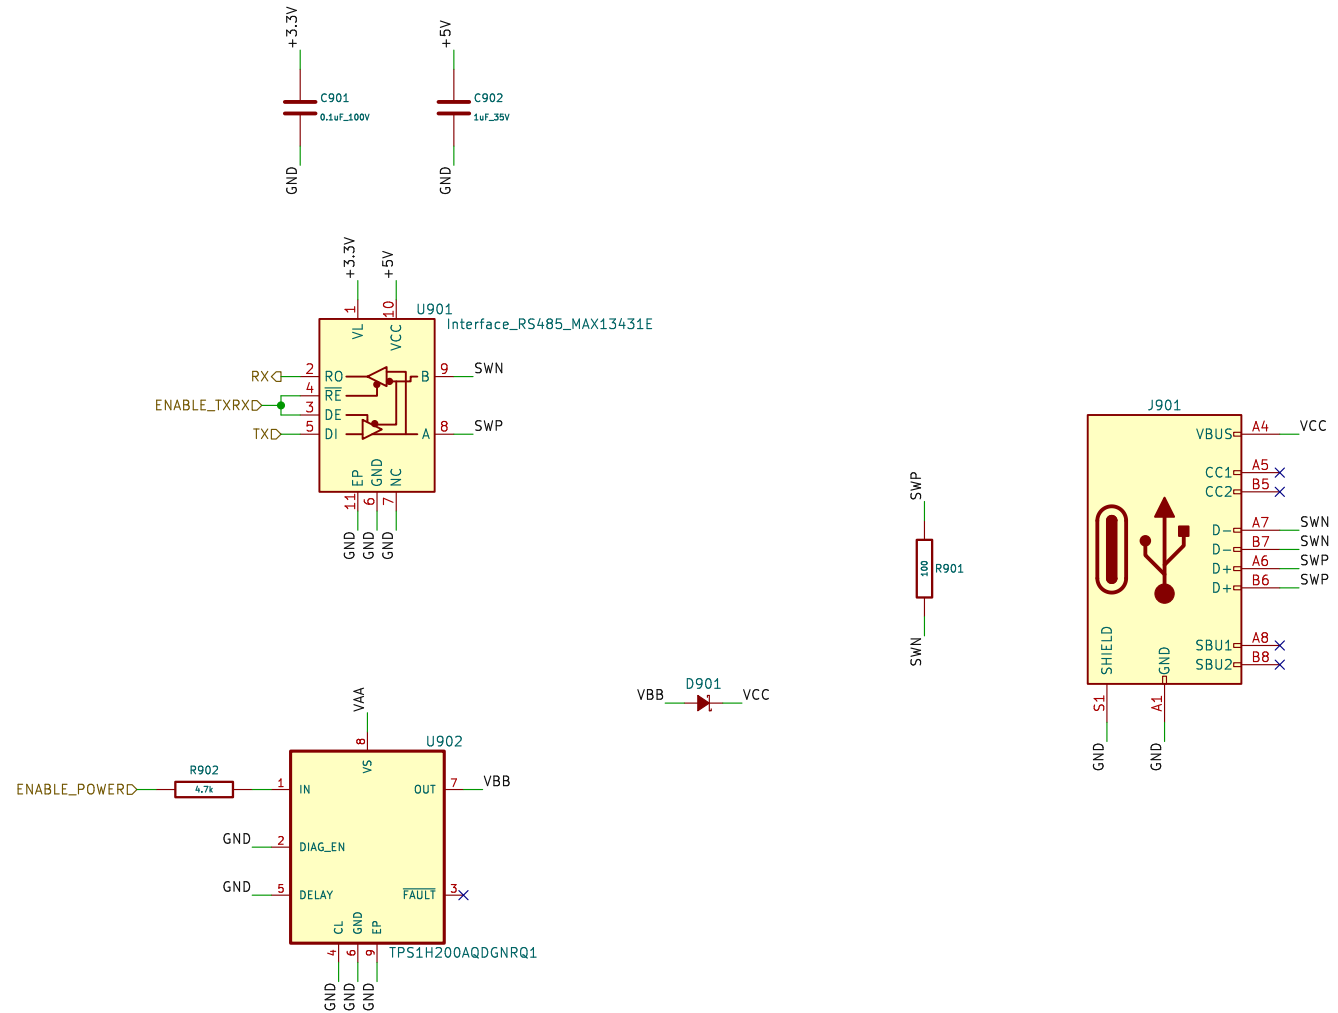 +3.3V
+5V
C901
0.1uF_100V
C902
1uF_35V
GND
GND
+3.3V
+5V
1
10
U901
Interface_RS485_MAX13431E
VL
VCC
RX
2
RO
B
9
SWN
4
RE
ENABLE_TXRX
3
DE
TX
5
DI
A
8
SWP
EP
GND
NC
11
6
7
GND
GND
GND
J901
VBUS
A4
VCC
CC1
A5
CC2
B5
D-
A7
SWN
D-
B7
SWN
D+
A6
SWP
D+
B6
SWP
SBU1
A8
SBU2
B8
SHIELD
GND
S1
A1
GND
GND
SWP
100
R901
SWN
D901
VBB
VCC
VAA
8
U902
VS
R902
ENABLE_POWER
4.7k
1
IN
OUT
7
VBB
GND
2
DIAG_EN
GND
5
DELAY
FAULT
3
CL
GND
EP
4
6
9
TPS1H200AQDGNRQ1
GND
GND
GND